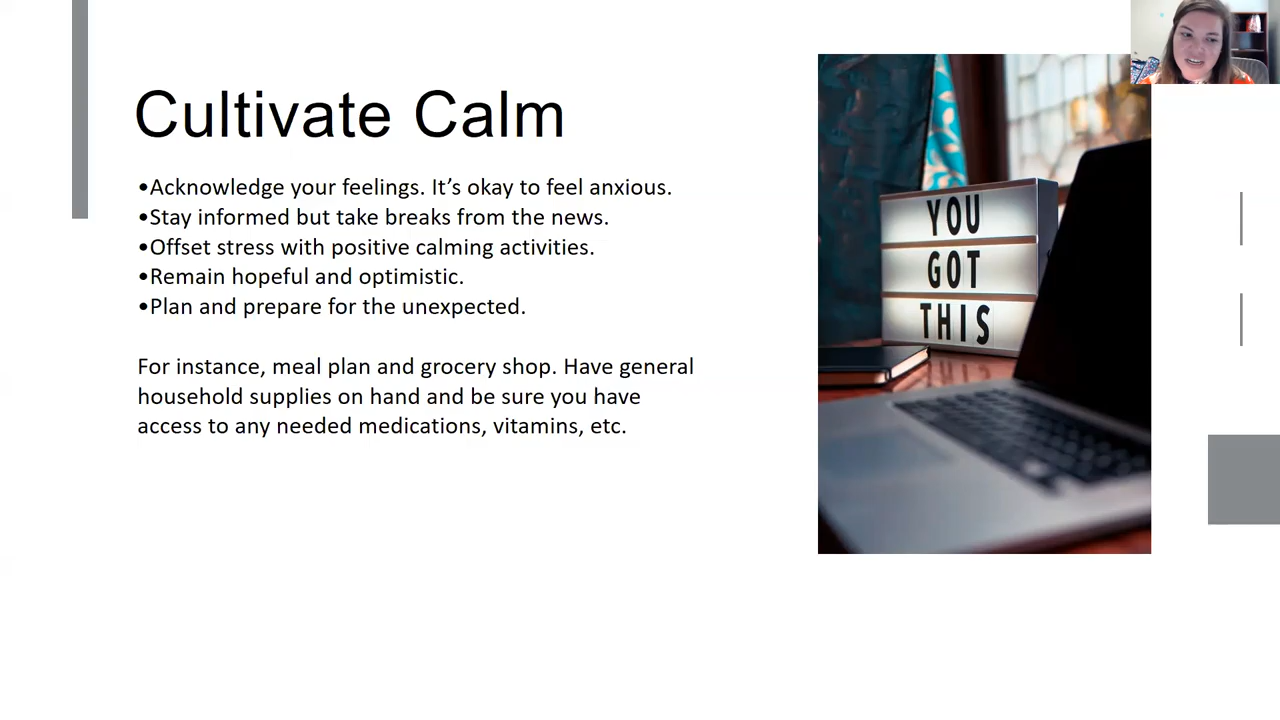 Cultivate Calm
•Acknowledge your feelings. It’s okay to feel anxious.
•Stay informed but take breaks from the news.
•Offset stress with positive calming activities.
•Remain hopeful and optimistic.
•Plan and prepare for the unexpected.
For instance, meal plan and grocery shop. Have general
household supplies on hand and be sure you have
access to any needed medications, vitamins, etc.
YOU
GOT
THIS